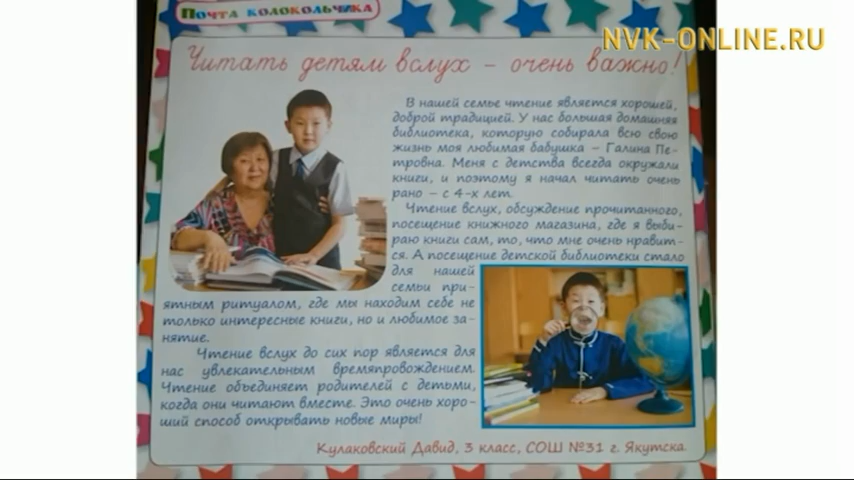 Почта колокольчика
NVK-ONLINE.RU
Читать детям вслух – очень важно!
В нашей семье чтение является хорошей,
доброй традицией. У нас большая домашняя
библиотека, которую собирала всю свою
жизнь моя любимая бабушка – Галина Пе-
тровна. Меня с детства всегда окружали
книги, и поэтому я начал читать очень
рано – с 4-х лет.
Чтение вслух, обсуждение прочитанного,
посещение книжного магазина, где я выби-
раю книги сам, то, что мне очень нравит-
ся. А посещение детской библиотеки стало
для нашей
семьи при-
ятным ритуалом, где мы находим себе не
только интересные книги, но и любимое за-
нятие.
Чтение вслух до сих пор является для
нас увлекательным времяпровождением.
Чтение объединяет родителей с детьми,
когда они читают вместе. Это очень хоро-
ший способ открывать новые миры!
Кулаковский Давид, 3 класс, СОШ №31 г. Якутска.